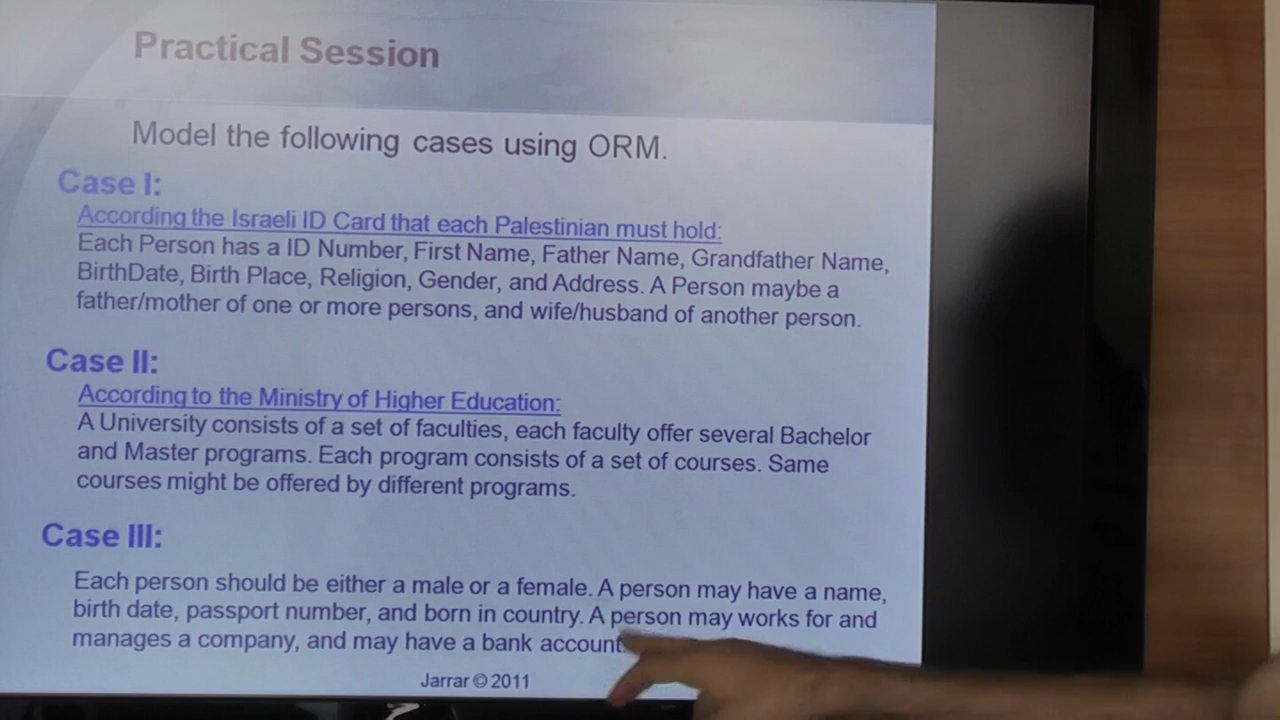 Practical Session
Model the following cases using ORM.
Case I:
According the Israeli ID Card that each Palestinian must hold:
Each Person has a ID Number, First Name, Father Name, Grandfather Name,
BirthDate, Birth Place, Religion, Gender, and Address. A Person maybe a
father/mother of one or more persons, and wife/husband of another person.
Case II:
According to the Ministry of Higher Education:
A University consists of a set of faculties, each faculty offer several Bachelor
and Master programs. Each program consists of a set of courses. Same
courses might be offered by different programs.
Case III:
Each person should be either a male or a female. A person may have a name,
birth date, passport number, and born in country. A person may works for and
manages a company, and may have a bank account.
Jarrar © 2011